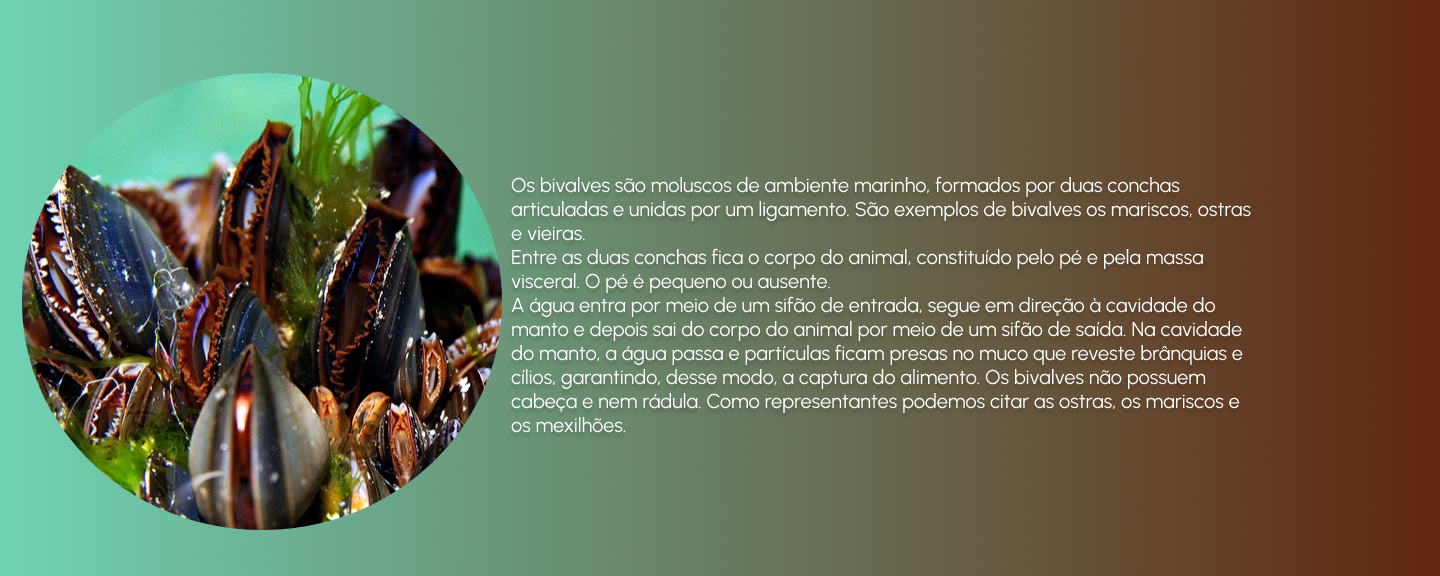 Os bivalves são moluscos de ambiente marinho, formados por duas conchas
articuladas e unidas por um ligamento. São exemplos de bivalves os mariscos, ostras
e vieiras.
Entre as duas conchas fica o corpo do animal, constituído pelo pé e pela massa
visceral. O pé é pequeno ou ausente.
A água entra por meio de um sifão de entrada, segue em direção à cavidade do
manto e depois sai do corpo do animal por meio de um sifão de saída. Na cavidade
do manto, a água passa e partículas ficam presas no muco que reveste brânquias e
cílios, garantindo, desse modo, a captura do alimento. Os bivalves não possuem
cabeça e nem rádula. Como representantes podemos citar as ostras, os mariscos e
os mexilhões.